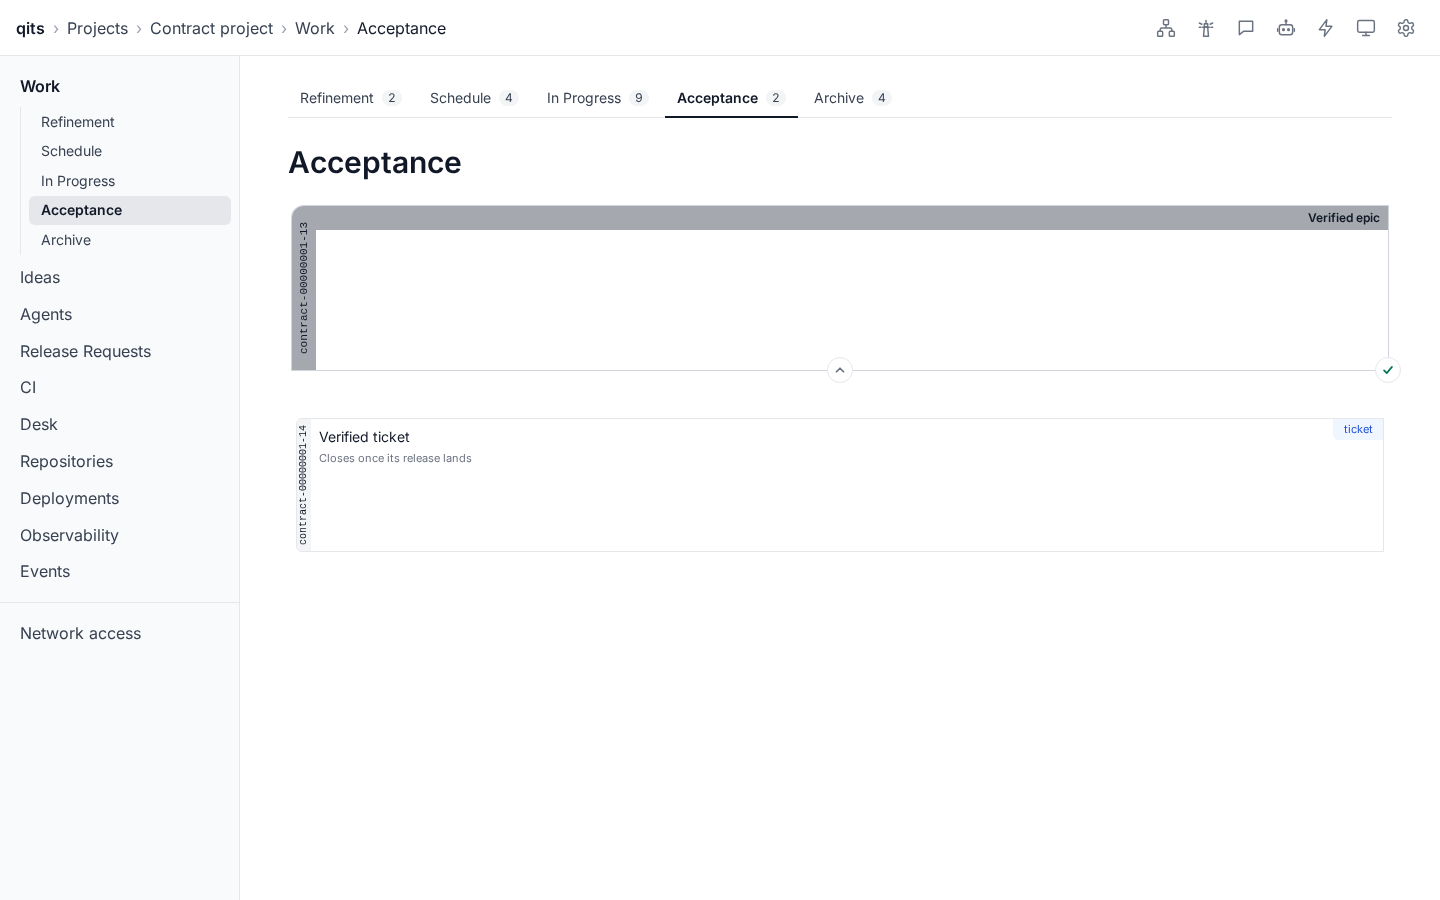 qits › Projects › Contract project › Work › Acceptance
Work
Refinement
Schedule
In Progress
Acceptance
Archive
Ideas
Agents
Release Requests
CI
Desk
Repositories
Deployments
Observability
Events
Network access
Refinement 2 Schedule 4 In Progress 9 Acceptance 2 Archive 4
Acceptance
Verified epic
contract-00000001-13
contract-00000001-14
Verified ticket
ticket
Closes once its release lands